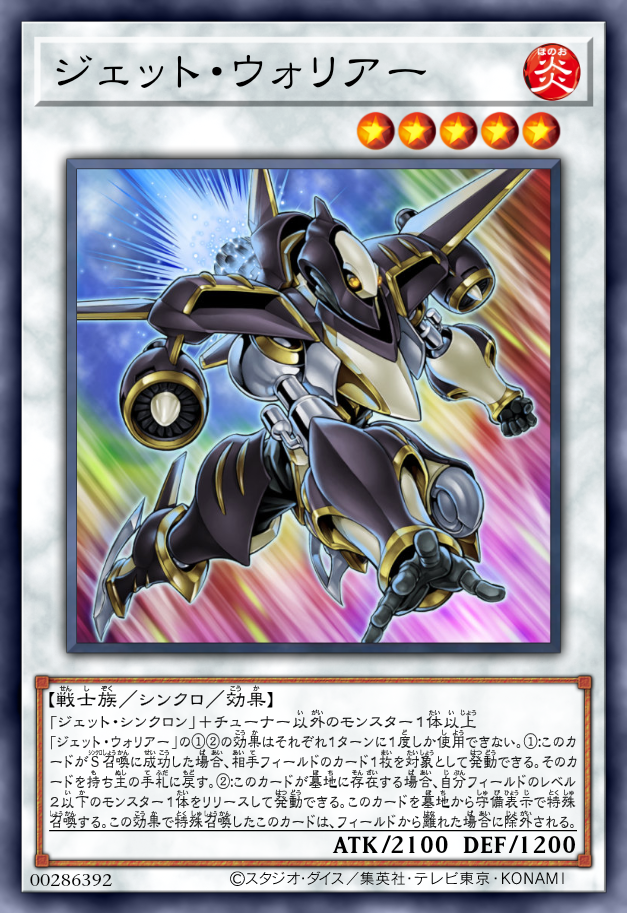 ジェット・ウォリアー
ほのお
炎
【戦士族／シンクロ／効果】
「ジェット・シンクロン」＋チューナー以外のモンスター１体以上
「ジェット・ウォリアー」の①②の効果はそれぞれ１ターンに１度しか使用できない。①:このカ
ードがＳ召喚に成功した場合、相手フィールドのカード１枚を対象として発動できる。そのカ
ードを持ち主の手札に戻す。②:このカードが墓地に存在する場合、自分フィールドのレベル
２以下のモンスター１体をリリースして発動できる。このカードを墓地から守備表示で特殊
召喚する。この効果で特殊召喚したこのカードは、フィールドから離れた場合に除外される。
ATK/2100 DEF/1200
00286392 ©スタジオ・ダイス／集英社・テレビ東京・KONAMI